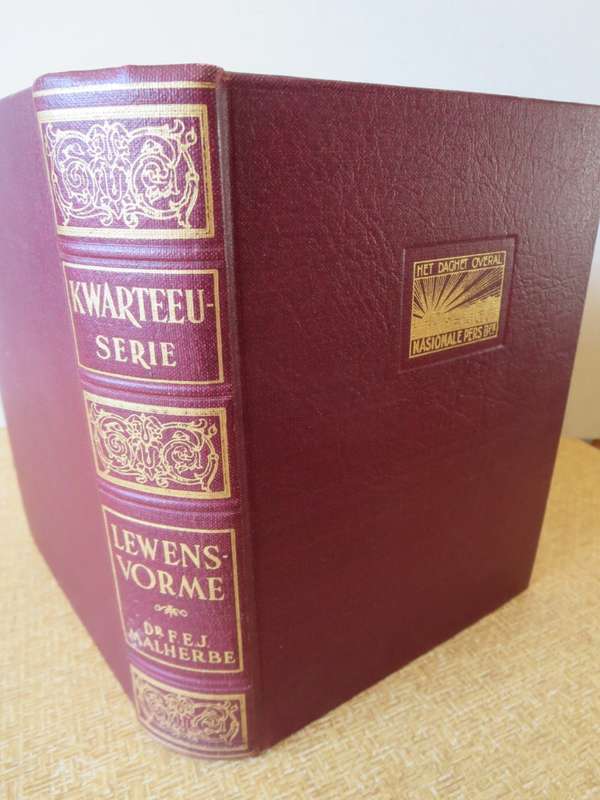 KWARTEEU-
SERIE
LEWENS-
VORME
DR F.E.J.
MALHERBE
HET DAGHET OVERAL
NASIONALE PERS BPK